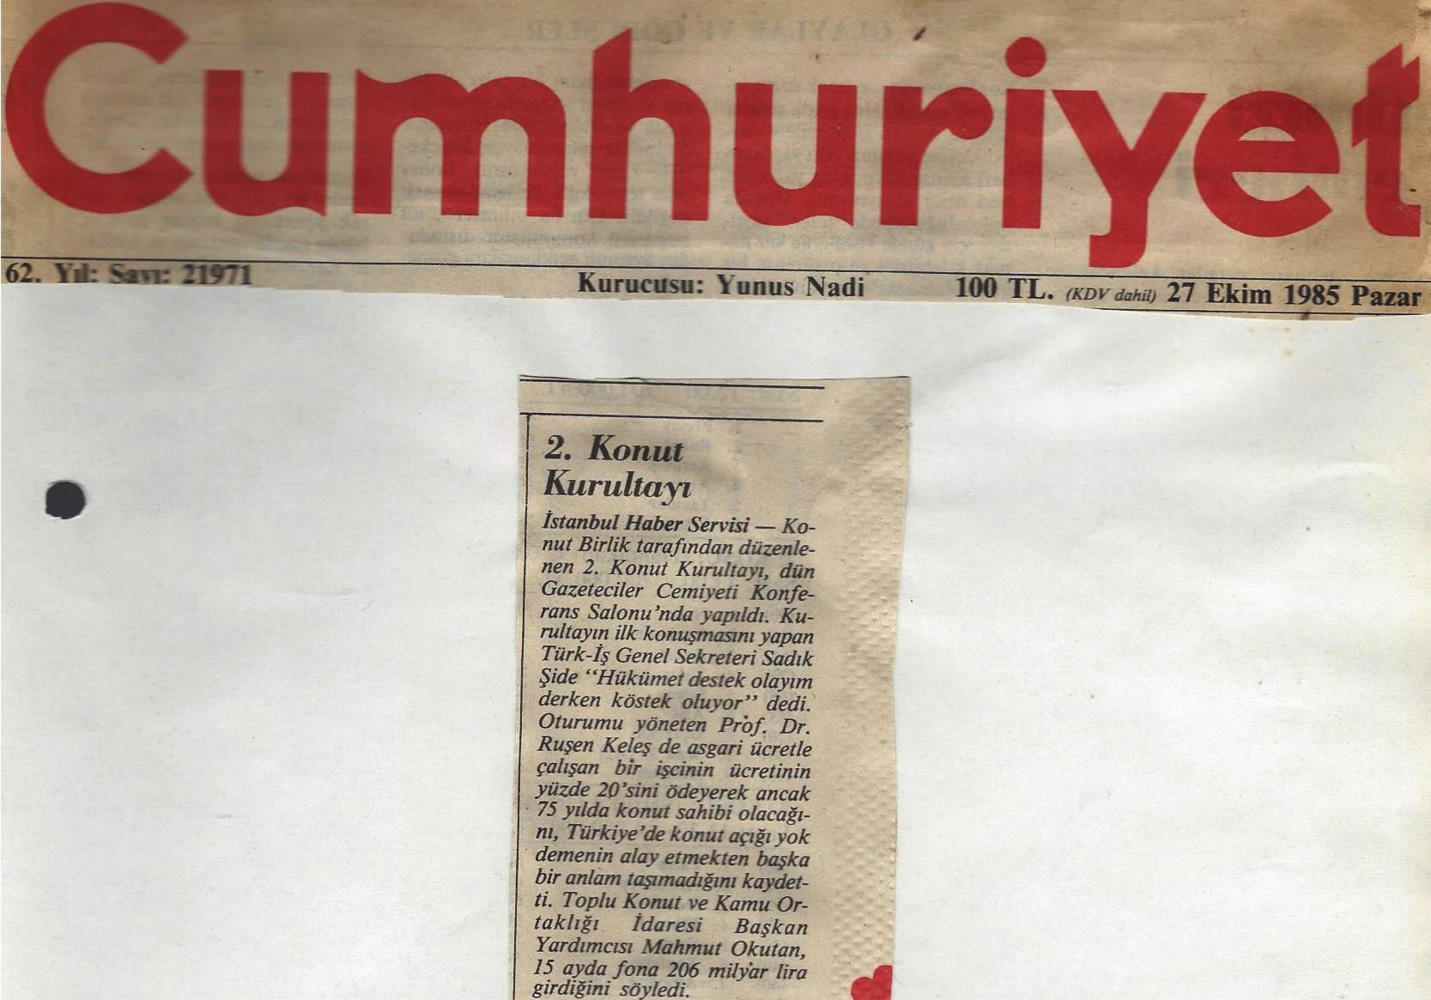 Cumhuriyet
62. Yıl: Sayı: 21971 Kurucusu: Yunus Nadi 100 TL. (KDV dahil) 27 Ekim 1985 Pazar
2. Konut
Kurultayı
İstanbul Haber Servisi — Ko-
nut Birlik tarafından düzenle-
nen 2. Konut Kurultayı, dün
Gazeteciler Cemiyeti Konfe-
rans Salonu’nda yapıldı. Ku-
rultayın ilk konuşmasını yapan
Türk-İş Genel Sekreteri Sadık
Şide “Hükümet destek olayım
derken köstek oluyor” dedi.
Oturumu yöneten Prof. Dr.
Ruşen Keleş de asgari ücretle
çalışan bir işcinin ücretinin
yüzde 20’sini ödeyerek ancak
75 yılda konut sahibi olacağı-
nı, Türkiye’de konut açığı yok
demenin alay etmekten başka
bir anlam taşımadığını kaydet-
ti. Toplu Konut ve Kamu Or-
taklığı İdaresi Başkan
Yardımcısı Mahmut Okutan,
15 ayda fona 206 milyar lira
girdiğini söyledi.